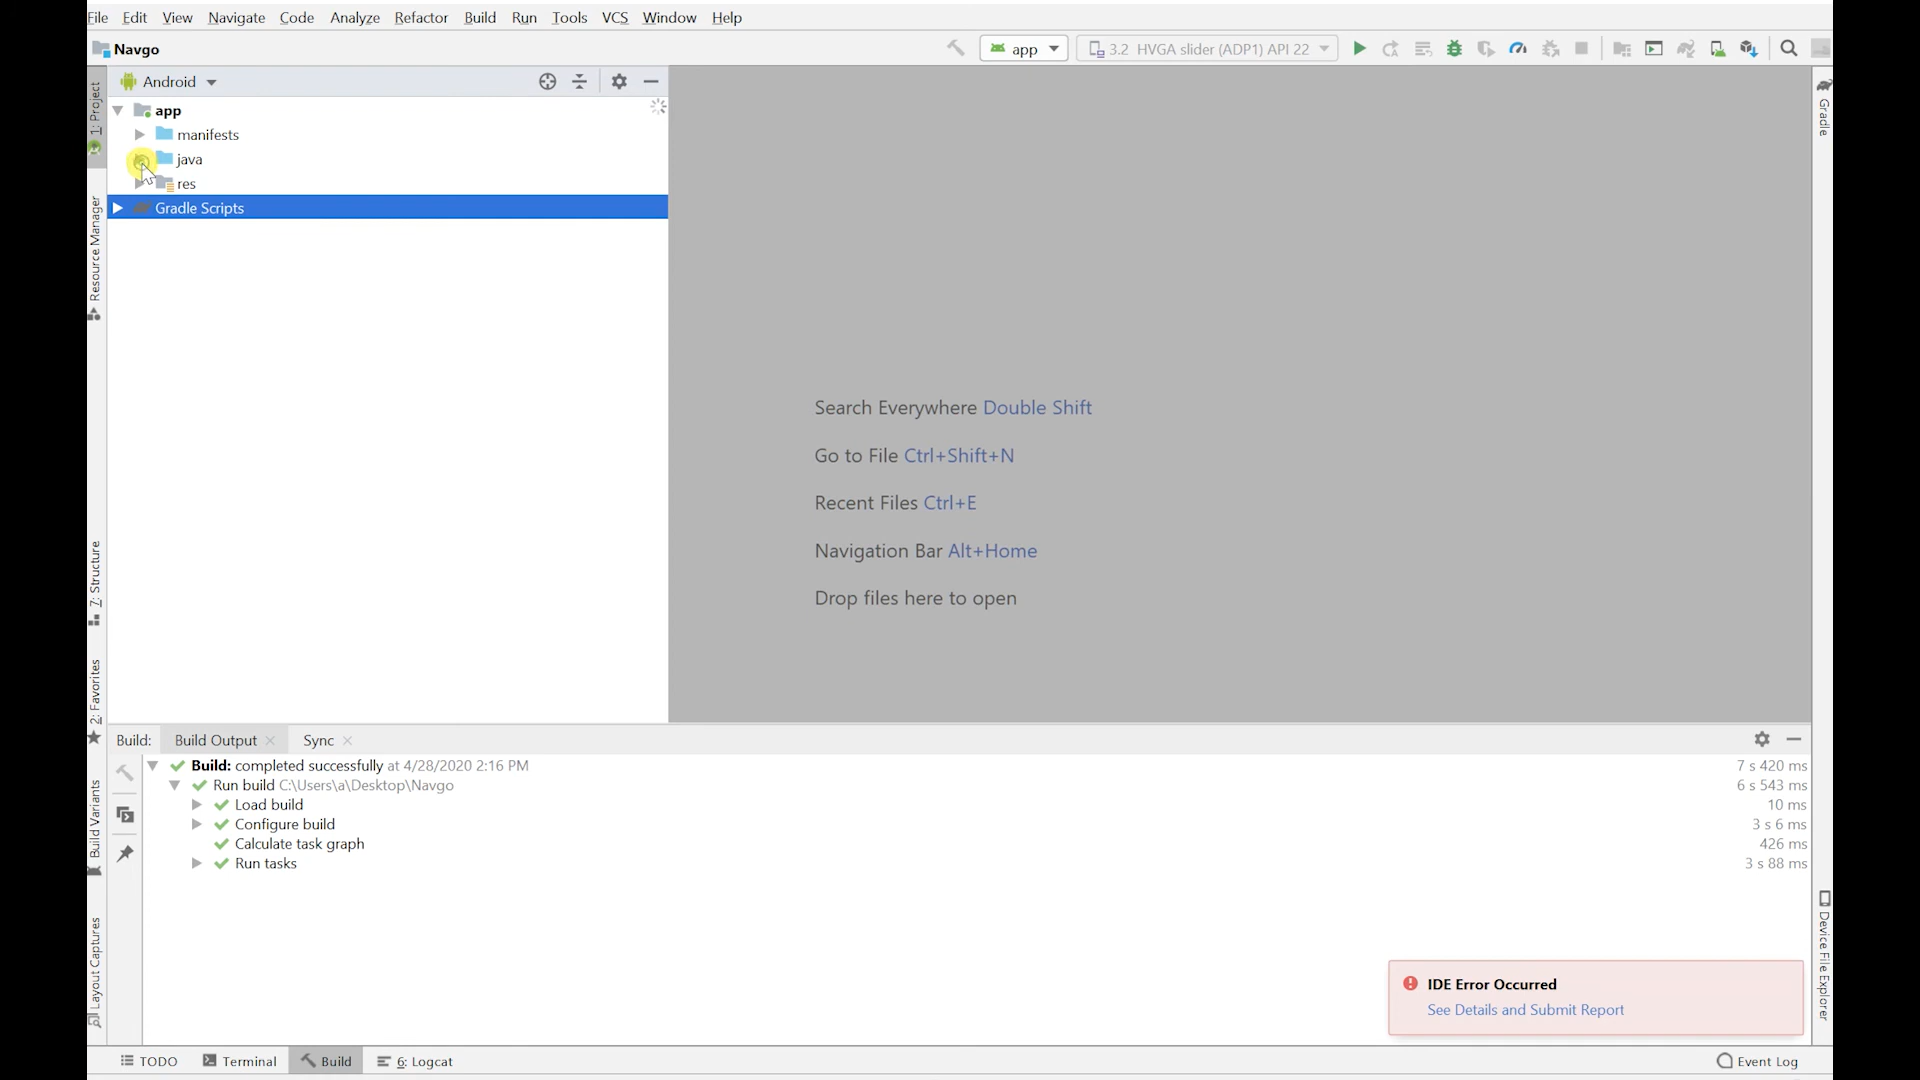 File Edit View Navigate Code Analyze Refactor Build Run Tools VCS Window Help
Navgo
app
3.2 HVGA slider (ADP1) API 22
1: Project
Android
Gradle
app
manifests
java
res
Gradle Scripts
Resource Manager
Search Everywhere Double Shift
Go to File Ctrl+Shift+N
Recent Files Ctrl+E
Navigation Bar Alt+Home
Drop files here to open
7: Structure
2: Favorites
Build: Build Output Sync
Build: completed successfully at 4/28/2020 2:16 PM 7 s 420 ms
Run build C:\Users\a\Desktop\Navgo 6 s 543 ms
Load build 10 ms
Configure build 3 s 6 ms
Calculate task graph 426 ms
Run tasks 3 s 88 ms
Build Variants
Layout Captures
Device File Explorer
IDE Error Occurred
See Details and Submit Report
TODO Terminal Build 6: Logcat Event Log